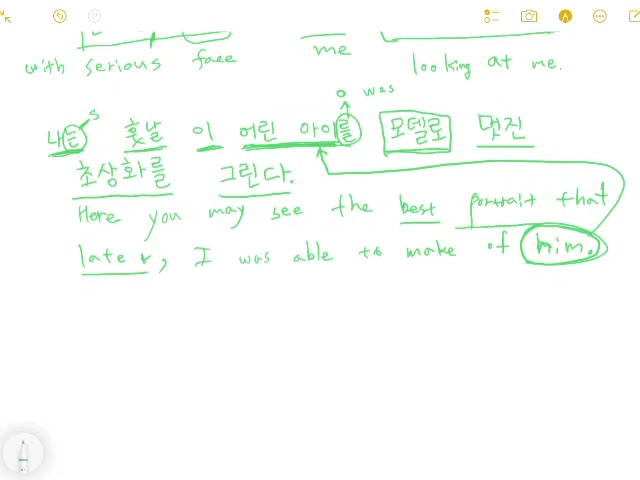 with serious face me looking at me.
o was
s
내는 훗날 이 어린 아이를 모델로 멋진
초상화를 그린다.
Here you may see the best portrait that
later, I was able to make of him.